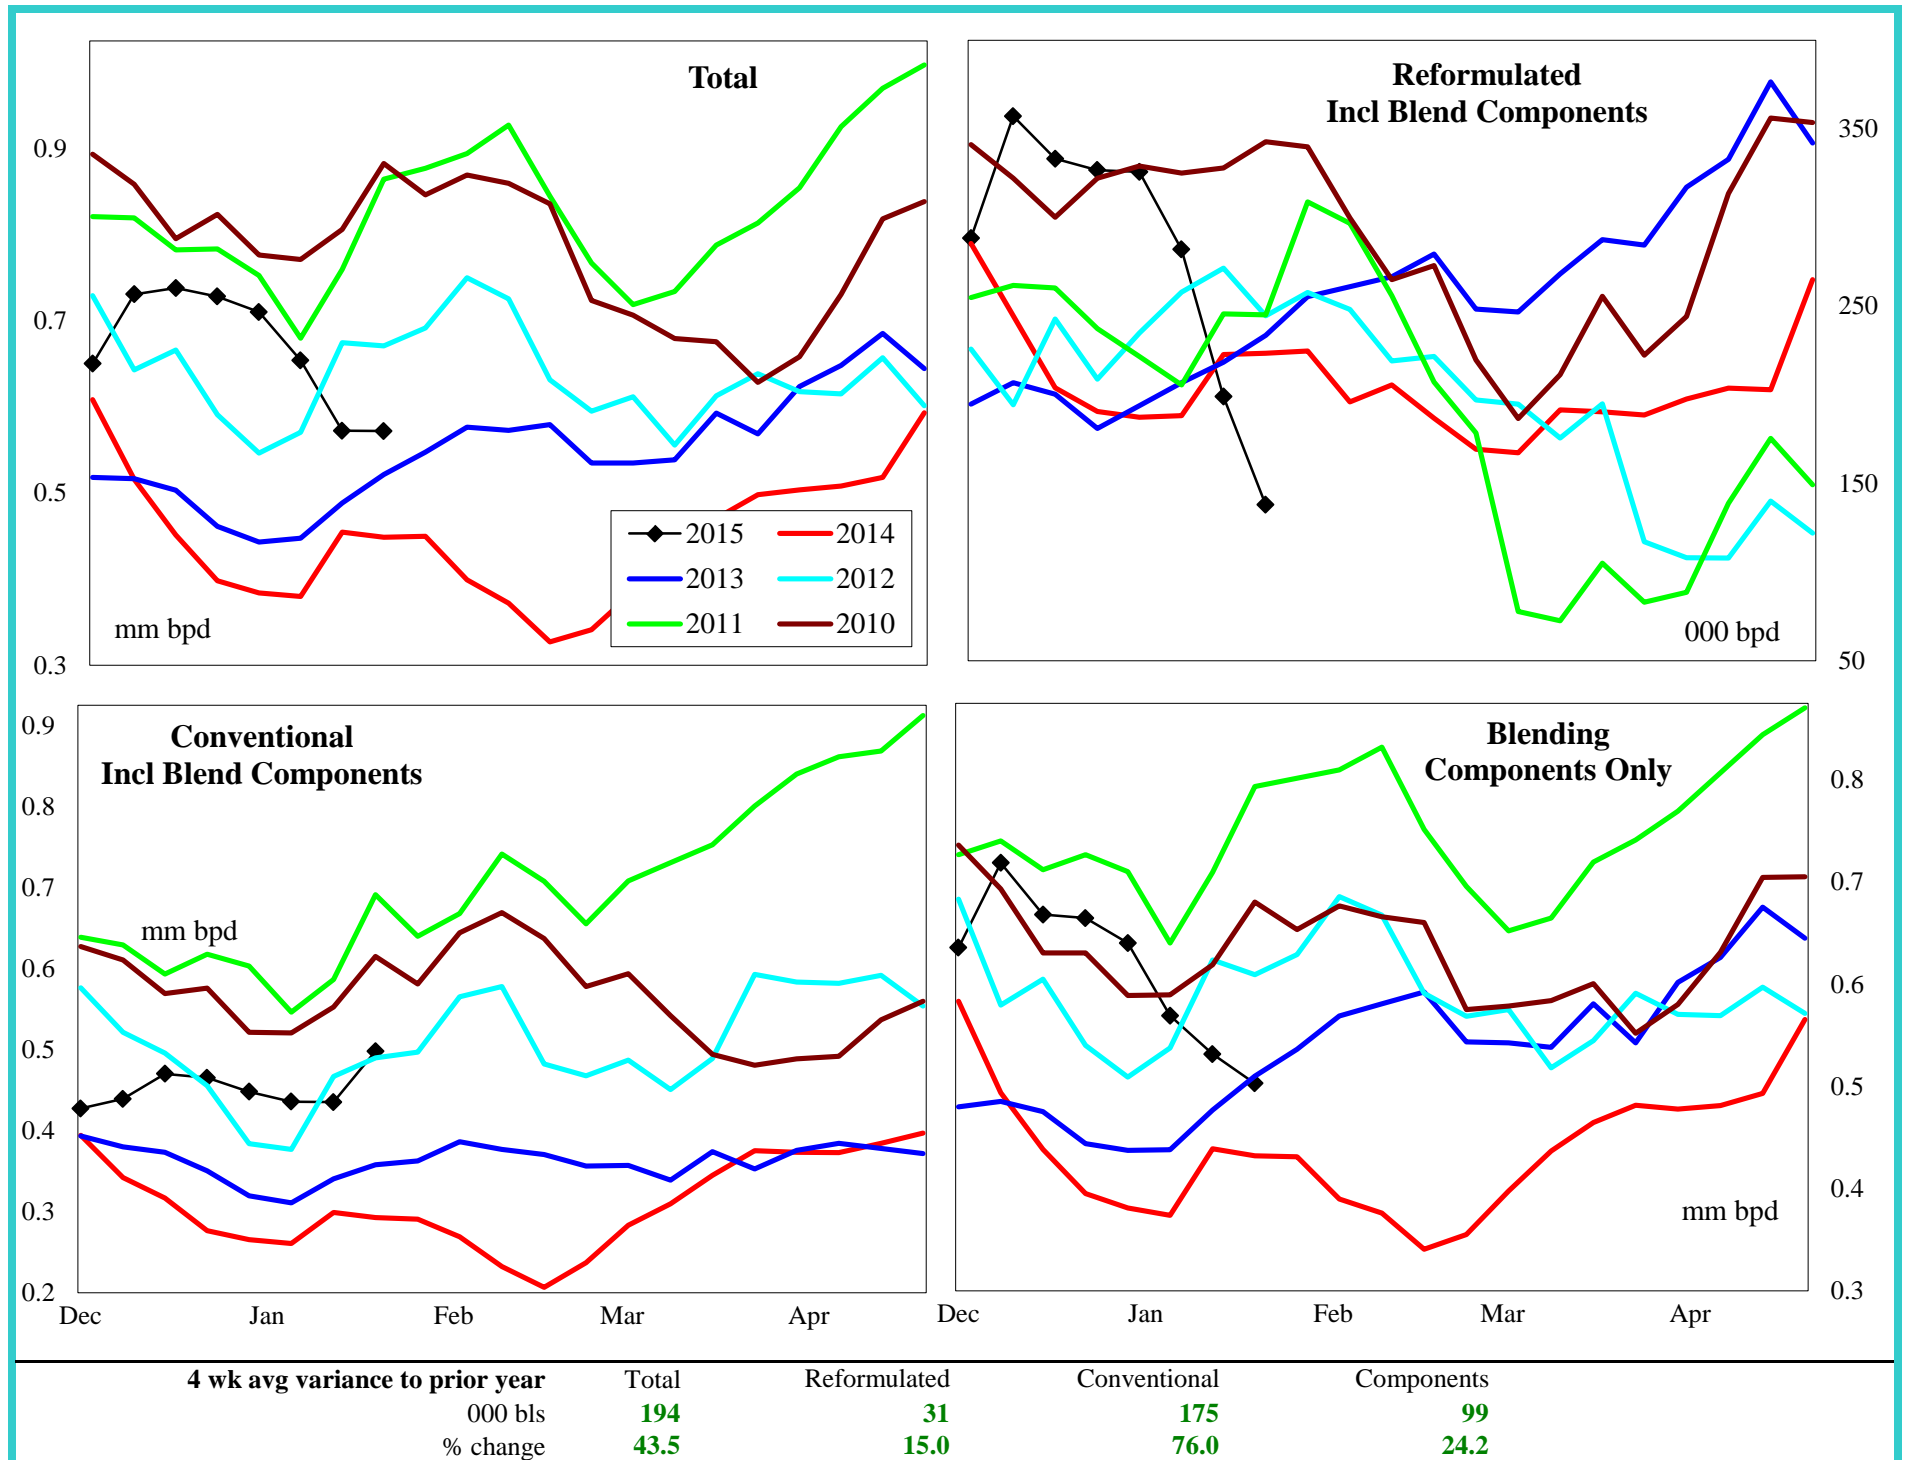 Total
0.9
0.7
0.5
0.3
mm bpd
2015 2014
2013 2012
2011 2010
Reformulated
Incl Blend Components
350
250
150
50
000 bpd
Conventional
Incl Blend Components
mm bpd
0.9
0.8
0.7
0.6
0.5
0.4
0.3
0.2
Dec Jan Feb Mar Apr
Blending
Components Only
0.8
0.7
0.6
0.5
0.4
0.3
mm bpd
Dec Jan Feb Mar Apr
4 wk avg variance to prior year Total Reformulated Conventional Components
000 bls 194 31 175 99
% change 43.5 15.0 76.0 24.2